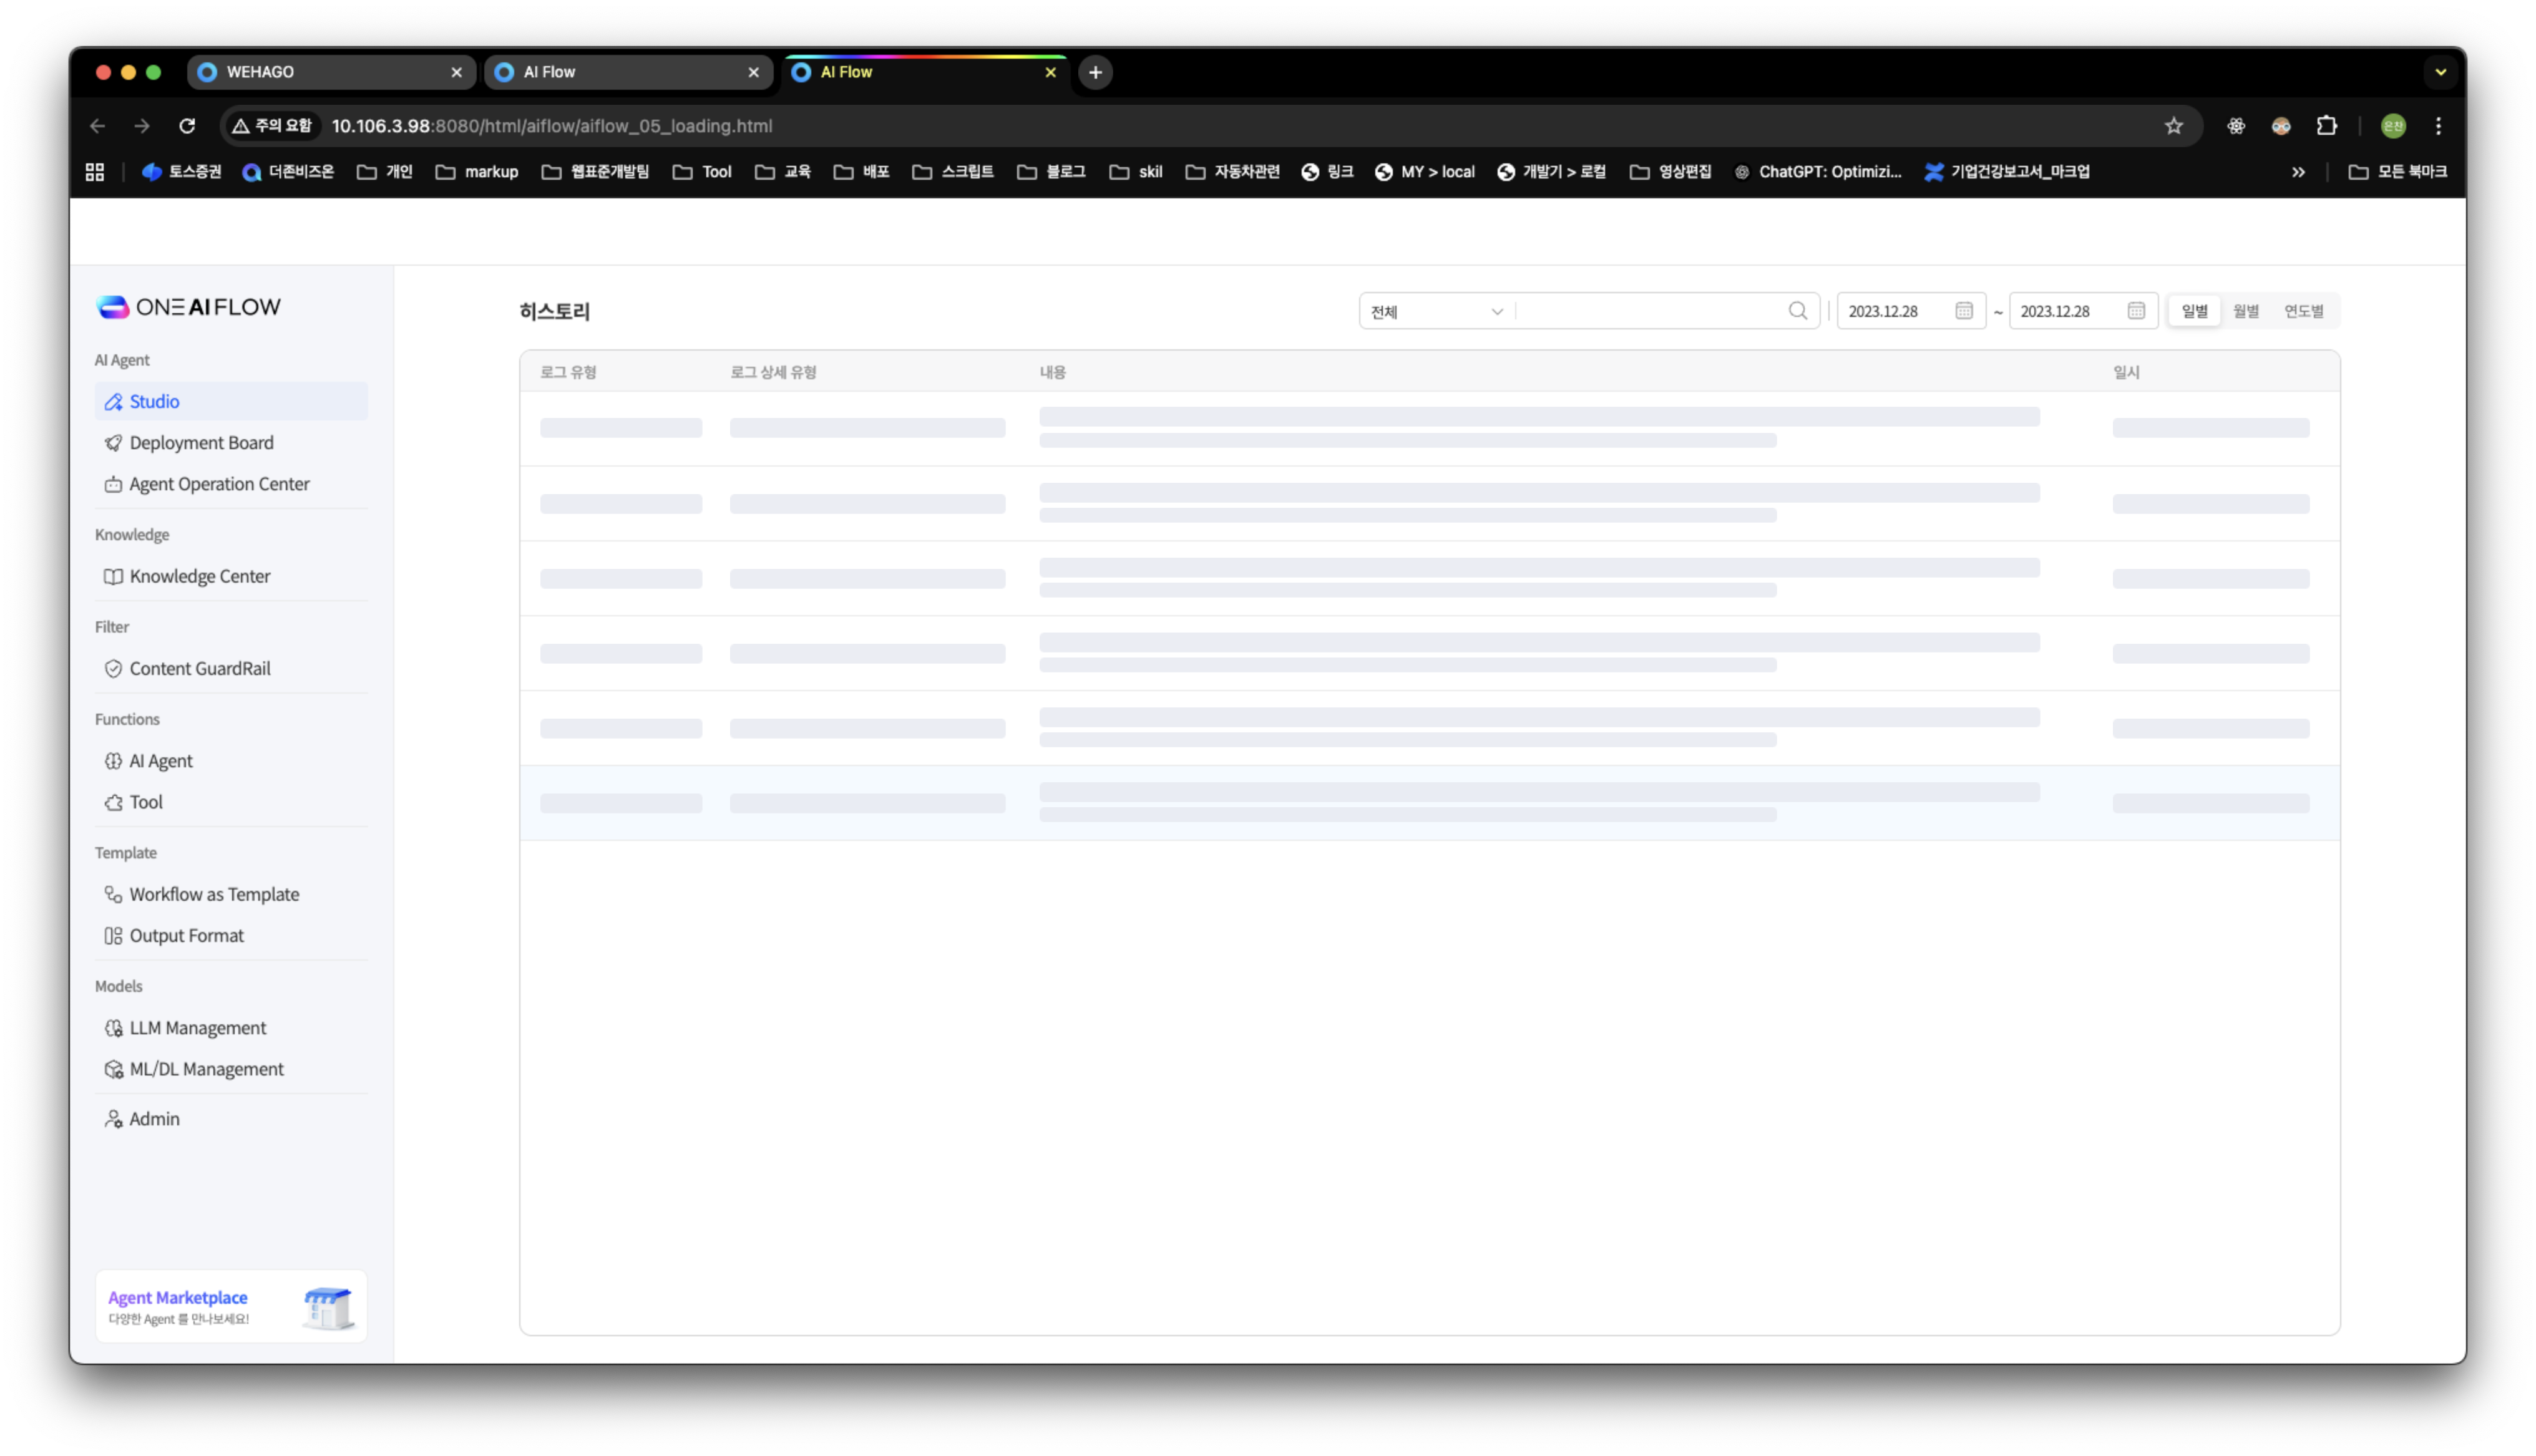 WEHAGO
AI Flow
AI Flow
주의 요함
10.106.3.98:8080/html/aiflow/aiflow_05_loading.html
은찬
토스증권
더존비즈온
개인
markup
웹표준개발팀
Tool
교육
배포
스크립트
블로그
skil
자동차관련
링크
MY > local
개발기 > 로컬
영상편집
ChatGPT: Optimizi...
기업건강보고서_마크업
모든 북마크
ONE AI FLOW
AI Agent
Studio
Deployment Board
Agent Operation Center
Knowledge
Knowledge Center
Filter
Content GuardRail
Functions
AI Agent
Tool
Template
Workflow as Template
Output Format
Models
LLM Management
ML/DL Management
Admin
Agent Marketplace
다양한 Agent 를 만나보세요!
히스토리
전체
2023.12.28
~
2023.12.28
일별
월별
연도별
로그 유형
로그 상세 유형
내용
일시